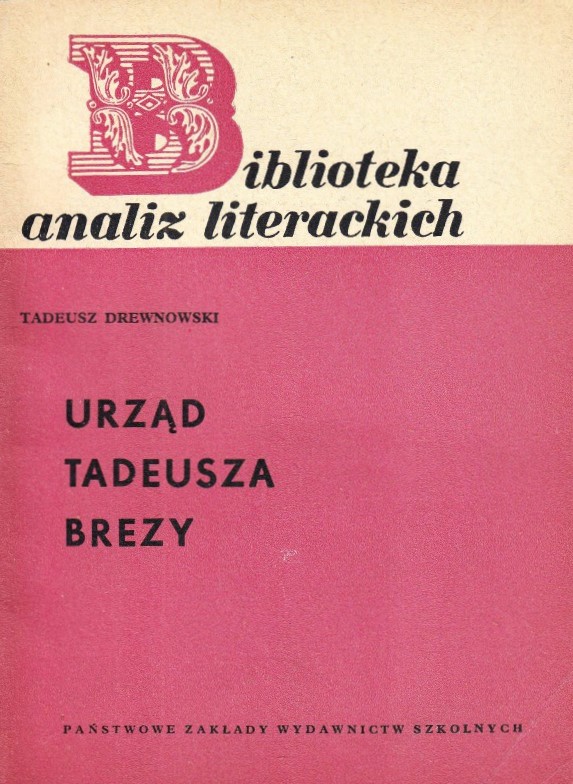 Biblioteka
analiz literackich
TADEUSZ DREWNOWSKI
URZĄD
TADEUSZA
BREZY
PAŃSTWOWE ZAKŁADY WYDAWNICTW SZKOLNYCH